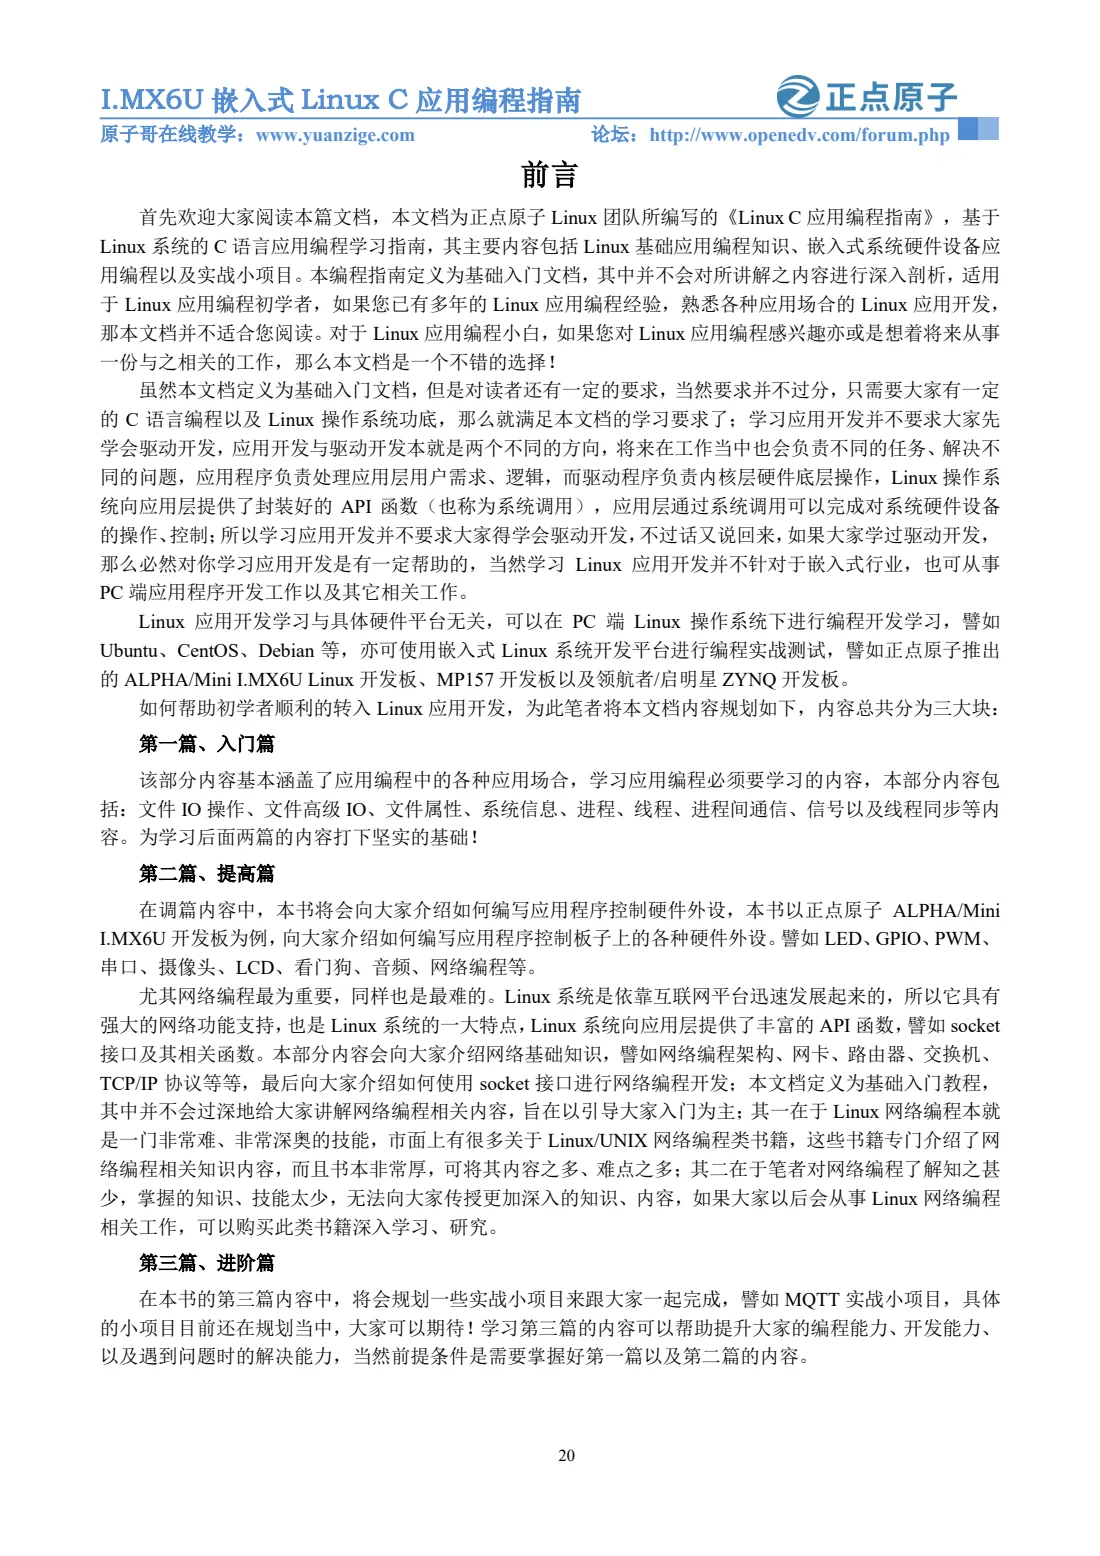 I.MX6U 嵌入式 Linux C 应用编程指南
正点原子
原子哥在线教学：www.yuanzige.com 论坛：http://www.openedv.com/forum.php
前言
首先欢迎大家阅读本篇文档，本文档为正点原子 Linux 团队所编写的《Linux C 应用编程指南》，基于
Linux 系统的 C 语言应用编程学习指南，其主要内容包括 Linux 基础应用编程知识、嵌入式系统硬件设备应
用编程以及实战小项目。本编程指南定义为基础入门文档，其中并不会对所讲解之内容进行深入剖析，适用
于 Linux 应用编程初学者，如果您已有多年的 Linux 应用编程经验，熟悉各种应用场合的 Linux 应用开发，
那本文档并不适合您阅读。对于 Linux 应用编程小白，如果您对 Linux 应用编程感兴趣亦或是想着将来从事
一份与之相关的工作，那么本文档是一个不错的选择！
虽然本文档定义为基础入门文档，但是对读者还有一定的要求，当然要求并不过分，只需要大家有一定
的 C 语言编程以及 Linux 操作系统功底，那么就满足本文档的学习要求了；学习应用开发并不要求大家先
学会驱动开发，应用开发与驱动开发本就是两个不同的方向，将来在工作当中也会负责不同的任务、解决不
同的问题，应用程序负责处理应用层用户需求、逻辑，而驱动程序负责内核层硬件底层操作，Linux 操作系
统向应用层提供了封装好的 API 函数（也称为系统调用），应用层通过系统调用可以完成对系统硬件设备
的操作、控制；所以学习应用开发并不要求大家得学会驱动开发，不过话又说回来，如果大家学过驱动开发，
那么必然对你学习应用开发是有一定帮助的，当然学习 Linux 应用开发并不针对于嵌入式行业，也可从事
PC 端应用程序开发工作以及其它相关工作。
Linux 应用开发学习与具体硬件平台无关，可以在 PC 端 Linux 操作系统下进行编程开发学习，譬如
Ubuntu、CentOS、Debian 等，亦可使用嵌入式 Linux 系统开发平台进行编程实战测试，譬如正点原子推出
的 ALPHA/Mini I.MX6U Linux 开发板、MP157 开发板以及领航者/启明星 ZYNQ 开发板。
如何帮助初学者顺利的转入 Linux 应用开发，为此笔者将本文档内容规划如下，内容总共分为三大块：
第一篇、入门篇
该部分内容基本涵盖了应用编程中的各种应用场合，学习应用编程必须要学习的内容，本部分内容包
括：文件 IO 操作、文件高级 IO、文件属性、系统信息、进程、线程、进程间通信、信号以及线程同步等内
容。为学习后面两篇的内容打下坚实的基础！
第二篇、提高篇
在调篇内容中，本书将会向大家介绍如何编写应用程序控制硬件外设，本书以正点原子 ALPHA/Mini
I.MX6U 开发板为例，向大家介绍如何编写应用程序控制板子上的各种硬件外设。譬如 LED、GPIO、PWM、
串口、摄像头、LCD、看门狗、音频、网络编程等。
尤其网络编程最为重要，同样也是最难的。Linux 系统是依靠互联网平台迅速发展起来的，所以它具有
强大的网络功能支持，也是 Linux 系统的一大特点，Linux 系统向应用层提供了丰富的 API 函数，譬如 socket
接口及其相关函数。本部分内容会向大家介绍网络基础知识，譬如网络编程架构、网卡、路由器、交换机、
TCP/IP 协议等等，最后向大家介绍如何使用 socket 接口进行网络编程开发；本文档定义为基础入门教程，
其中并不会过深地给大家讲解网络编程相关内容，旨在以引导大家入门为主；其一在于 Linux 网络编程本就
是一门非常难、非常深奥的技能，市面上有很多关于 Linux/UNIX 网络编程类书籍，这些书籍专门介绍了网
络编程相关知识内容，而且书本非常厚，可将其内容之多、难点之多；其二在于笔者对网络编程了解知之甚
少，掌握的知识、技能太少，无法向大家传授更加深入的知识、内容，如果大家以后会从事 Linux 网络编程
相关工作，可以购买此类书籍深入学习、研究。
第三篇、进阶篇
在本书的第三篇内容中，将会规划一些实战小项目来跟大家一起完成，譬如 MQTT 实战小项目，具体
的小项目目前还在规划当中，大家可以期待！学习第三篇的内容可以帮助提升大家的编程能力、开发能力、
以及遇到问题时的解决能力，当然前提条件是需要掌握好第一篇以及第二篇的内容。
20